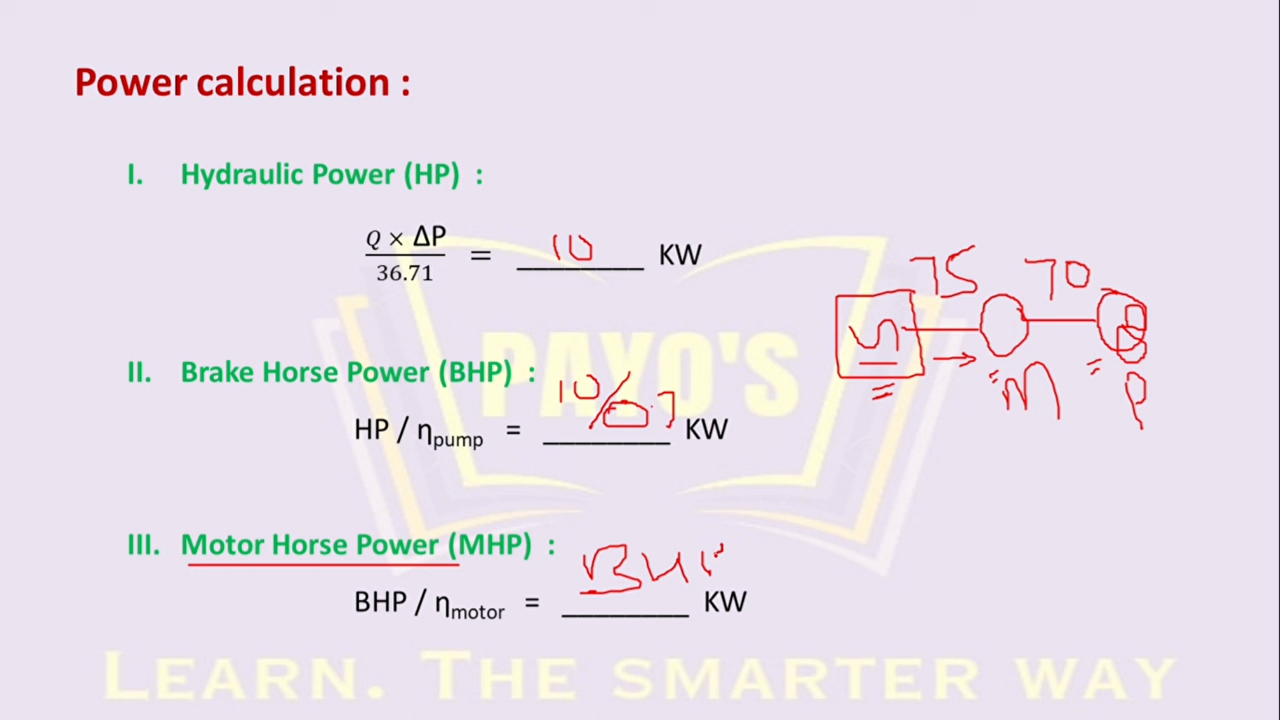 Power calculation :
I. Hydraulic Power (HP) :
Q × ΔP
36.71
= 10 KW
75 70
S
M
P
II. Brake Horse Power (BHP) :
HP / ηpump = 10/0.7 KW
III. Motor Horse Power (MHP) :
BHP / ηmotor = BHP KW
PAYO'S
LEARN. THE SMARTER WAY